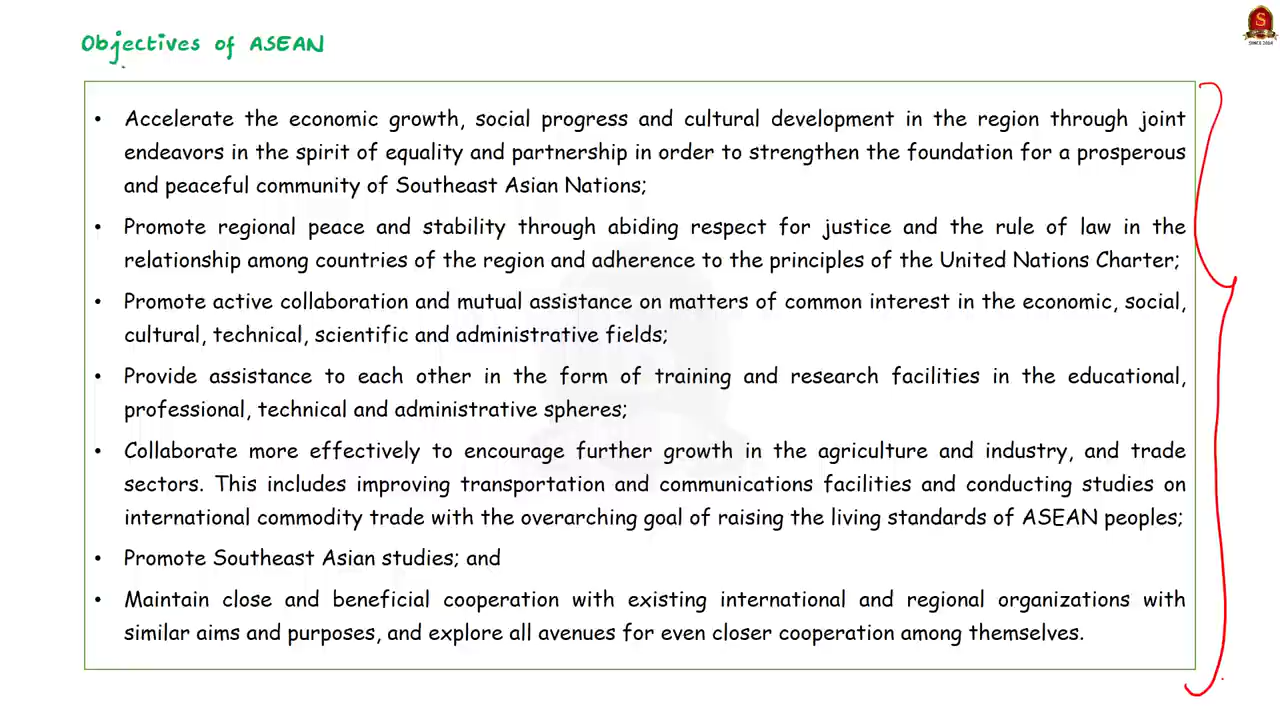 Objectives of ASEAN
S
SINCE 2004
• Accelerate the economic growth, social progress and cultural development in the region through joint
endeavors in the spirit of equality and partnership in order to strengthen the foundation for a prosperous
and peaceful community of Southeast Asian Nations;
• Promote regional peace and stability through abiding respect for justice and the rule of law in the
relationship among countries of the region and adherence to the principles of the United Nations Charter;
• Promote active collaboration and mutual assistance on matters of common interest in the economic, social,
cultural, technical, scientific and administrative fields;
• Provide assistance to each other in the form of training and research facilities in the educational,
professional, technical and administrative spheres;
• Collaborate more effectively to encourage further growth in the agriculture and industry, and trade
sectors. This includes improving transportation and communications facilities and conducting studies on
international commodity trade with the overarching goal of raising the living standards of ASEAN peoples;
• Promote Southeast Asian studies; and
• Maintain close and beneficial cooperation with existing international and regional organizations with
similar aims and purposes, and explore all avenues for even closer cooperation among themselves.